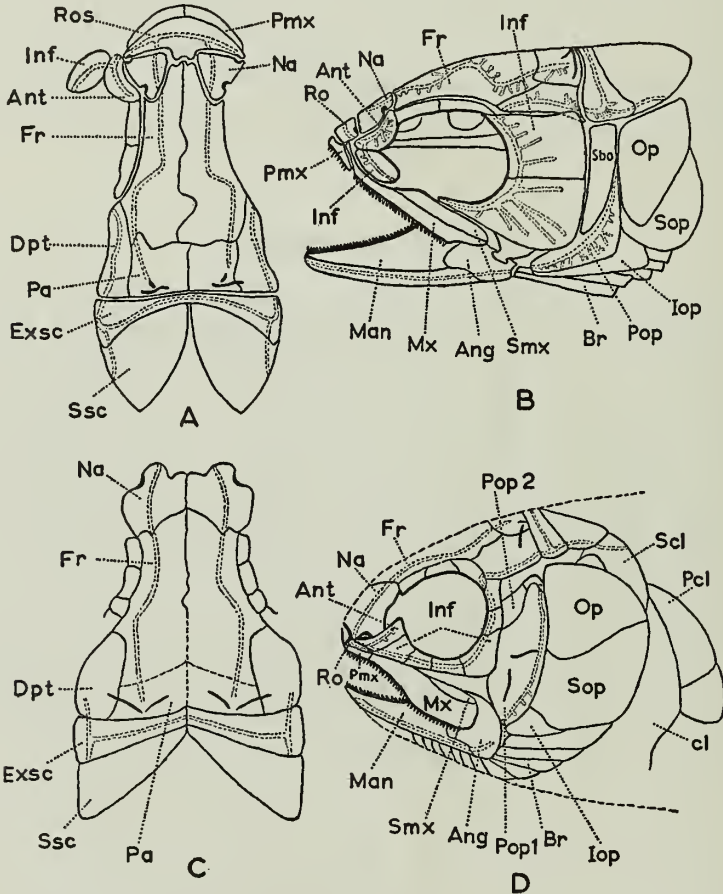 Ros
Pmx
Inf
Na
Ant
Fr
Dpt
Pa
Exsc
Ssc
A
Inf
Fr
Na
Ant
Ro
Pmx
Inf
Sbo
Op
Sop
Man
Mx
Ang
Smx
Br
Pop
Iop
B
Na
Fr
Dpt
Exsc
Ssc
Pa
C
Pop 2
Fr
Na
Ant
Inf
Scl
Pcl
Op
Ro
Pmx
Mx
Sop
Man
cl
Smx
Ang
Pop1
Br
Iop
D